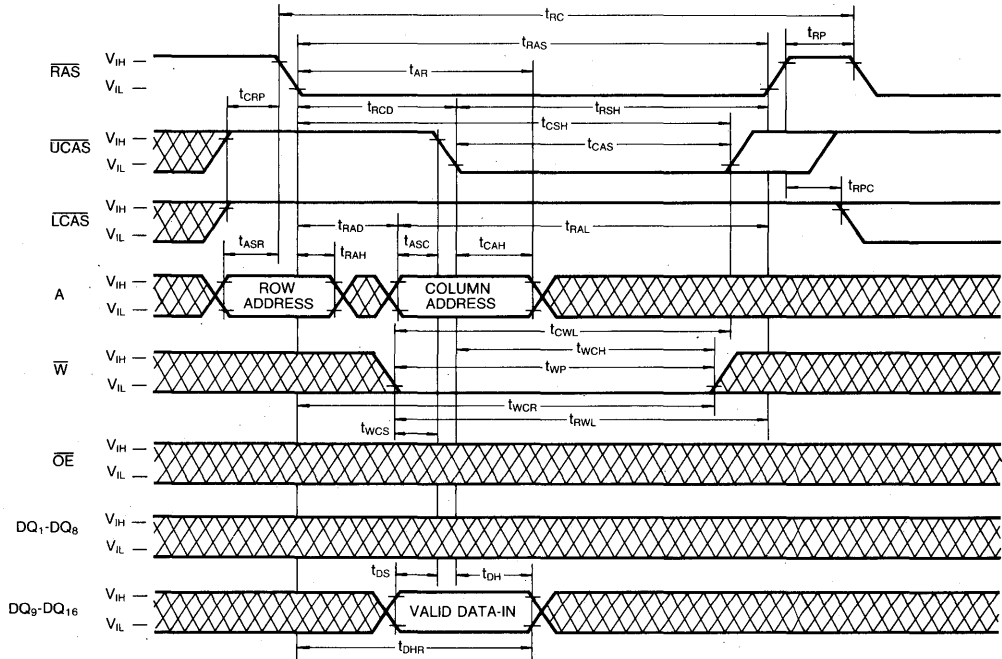 tRC
tRP
tRAS
RAS
VIH
VIL
tAR
tCRP
tRCD
tRSH
tCSH
UCAS
VIH
VIL
tCAS
tRPC
LCAS
VIH
VIL
tRAD
tRAL
tASR
tRAH
tASC
tCAH
A
VIH
VIL
ROW
ADDRESS
COLUMN
ADDRESS
tCWL
tWCH
W
VIH
VIL
tWP
tWCR
tRWL
tWCS
OE
VIH
VIL
DQ1-DQ8
VIH
VIL
tDS
tDH
DQ9-DQ16
VIH
VIL
VALID DATA-IN
tDHR